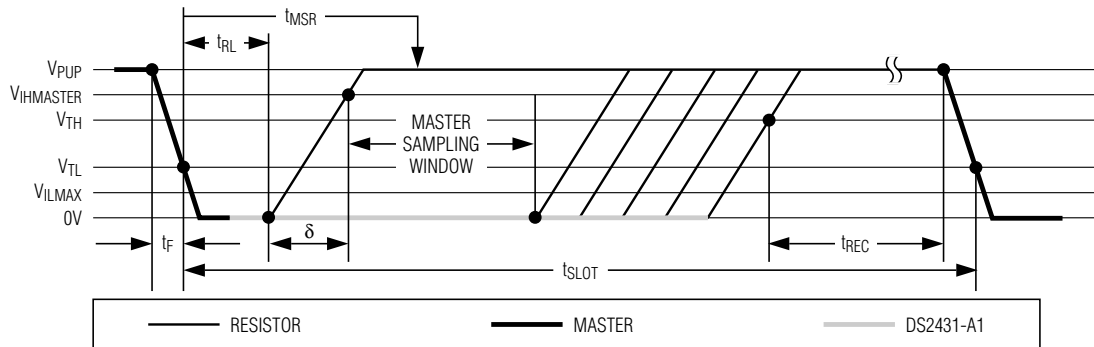 tMSR
tRL
VPUP
VIHMASTER
VTH
VTL
VILMAX
0V
MASTER
SAMPLING
WINDOW
tF
δ
tREC
tSLOT
RESISTOR MASTER DS2431-A1